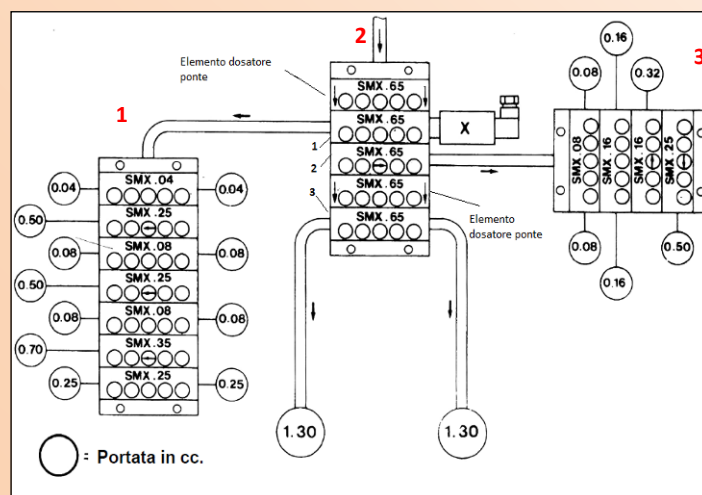 2
0.16
3
Elemento dosatore
ponte
0.08
0.32
SMX.65
1
SMX.65
X
1
SMX.04
0.04
0.04
2
SMX.65
SMX.08
SMX.16
SMX.16
SMX.25
0.50
SMX.25
3
SMX.65
Elemento
dosatore ponte
SMX.08
0.08
0.08
SMX.65
0.08
0.50
0.50
SMX.25
0.16
0.08
SMX.08
0.08
0.70
SMX.35
0.25
SMX.25
0.25
1.30
1.30
= Portata in cc.